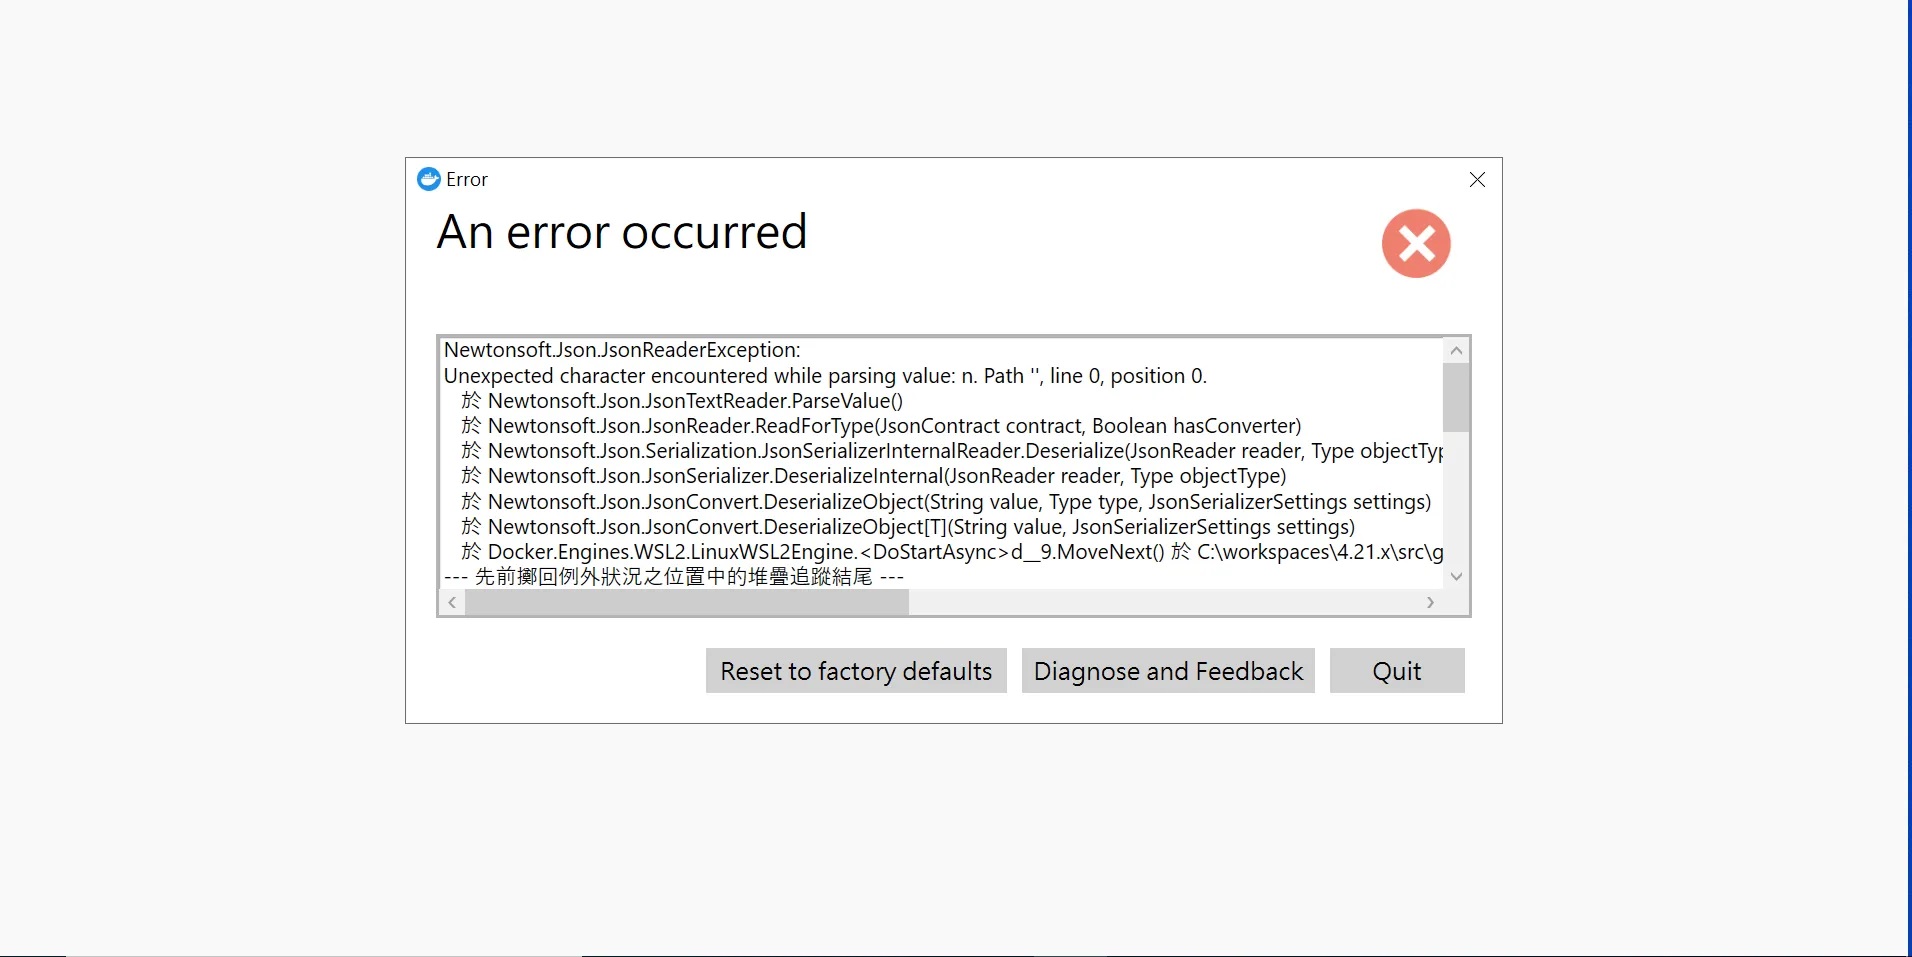 Error
An error occurred
Newtonsoft.Json.JsonReaderException:
Unexpected character encountered while parsing value: n. Path '', line 0, position 0.
於 Newtonsoft.Json.JsonTextReader.ParseValue()
於 Newtonsoft.Json.JsonReader.ReadForType(JsonContract contract, Boolean hasConverter)
於 Newtonsoft.Json.Serialization.JsonSerializerInternalReader.Deserialize(JsonReader reader, Type objectTyp
於 Newtonsoft.Json.JsonSerializer.DeserializeInternal(JsonReader reader, Type objectType)
於 Newtonsoft.Json.JsonConvert.DeserializeObject(String value, Type type, JsonSerializerSettings settings)
於 Newtonsoft.Json.JsonConvert.DeserializeObject[T](String value, JsonSerializerSettings settings)
於 Docker.Engines.WSL2.LinuxWSL2Engine.<DoStartAsync>d__9.MoveNext() 於 C:\workspaces\4.21.x\src\g
--- 先前擲回例外狀況之位置中的堆疊追蹤結尾 ---
Reset to factory defaults
Diagnose and Feedback
Quit